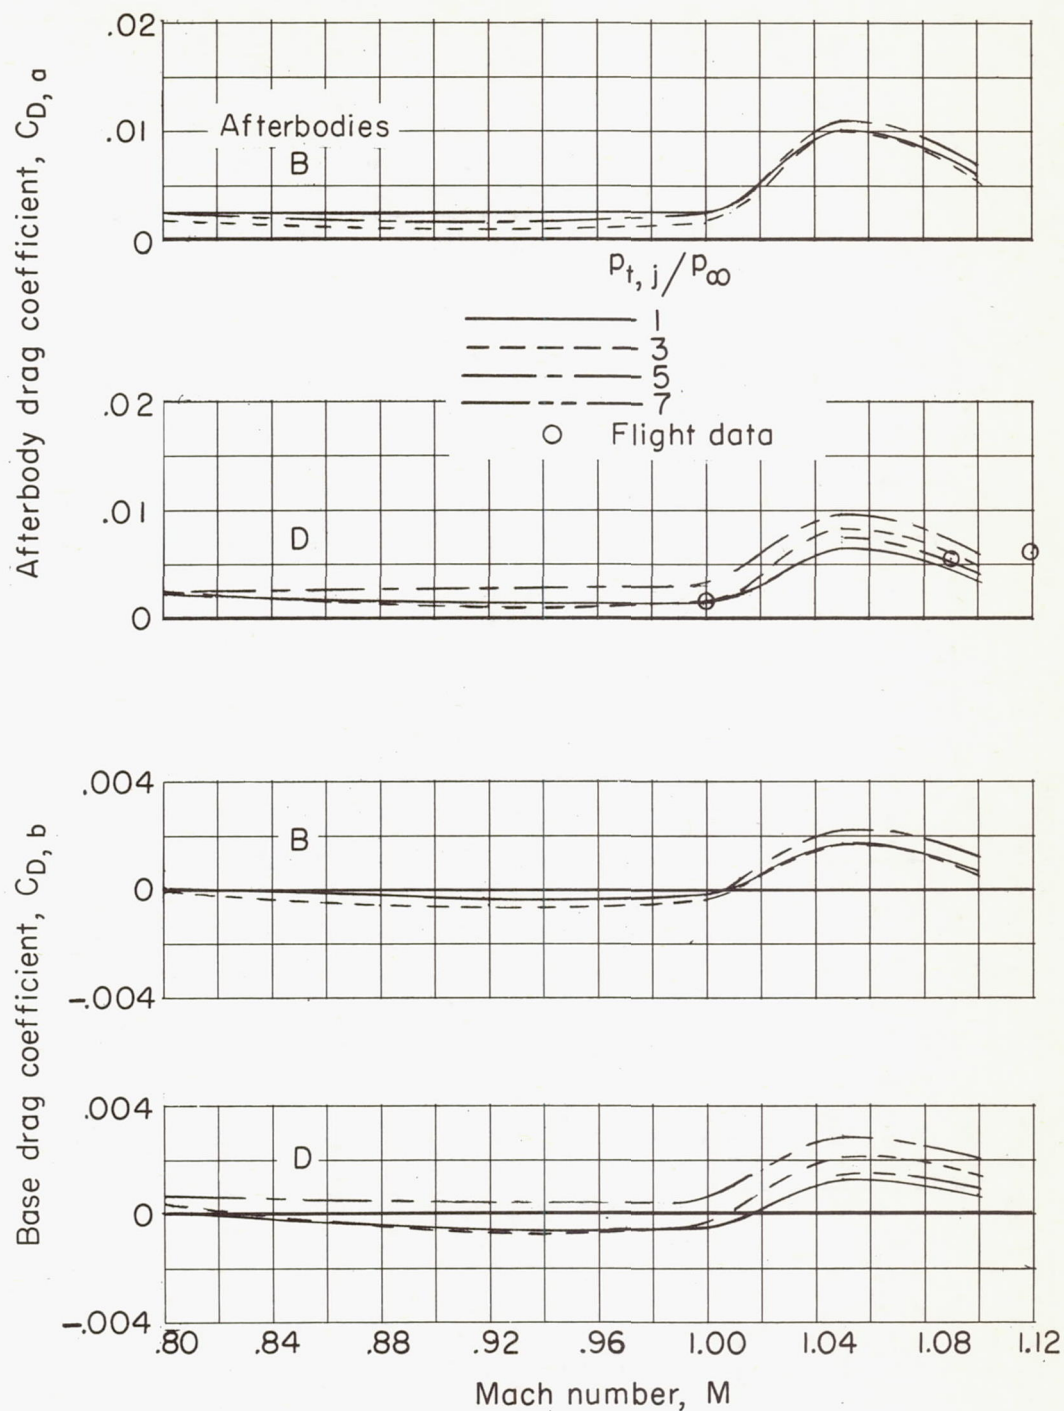 Afterbody drag coefficient, C_D, a
.02
.01
0
Afterbodies
B
p_t, j/p_∞
1
3
5
7
Flight data
.02
.01
0
D
Base drag coefficient, C_D, b
.004
0
-.004
B
.004
0
-.004
D
.80 .84 .88 .92 .96 1.00 1.04 1.08 1.12
Mach number, M